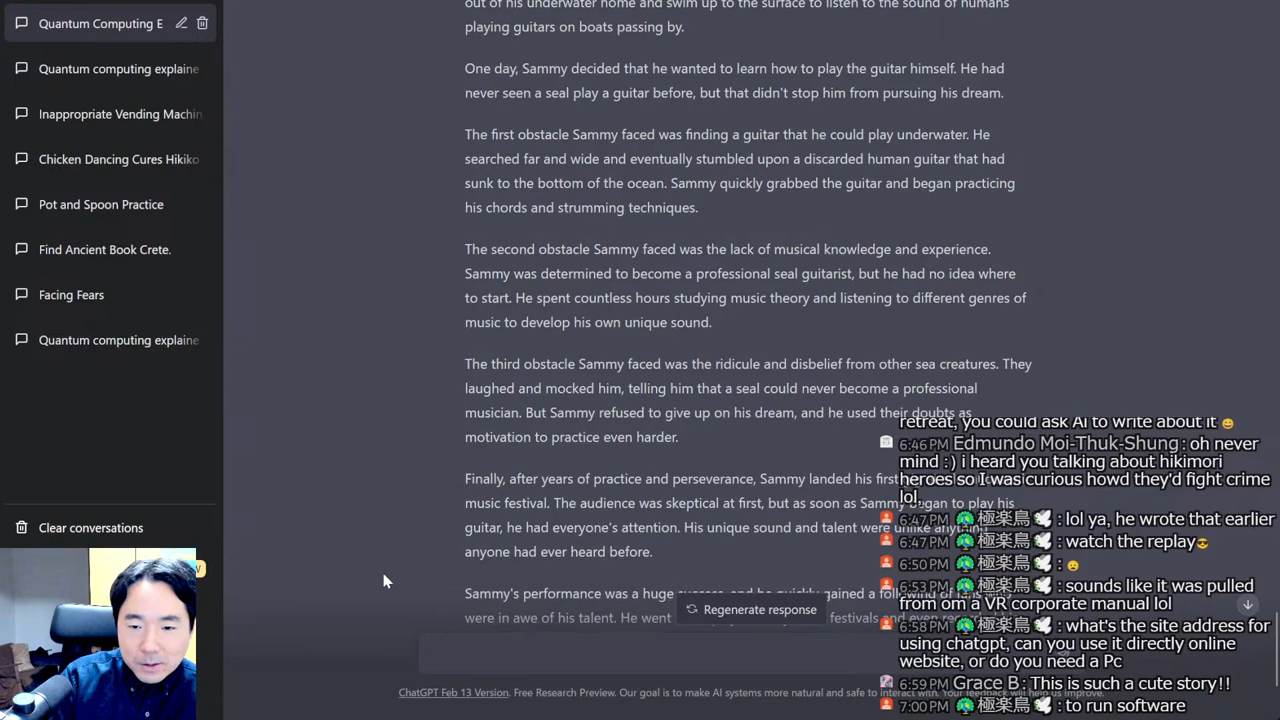 Quantum Computing E
Quantum computing explaine
Inappropriate Vending Machin
Chicken Dancing Cures Hikiko
Pot and Spoon Practice
Find Ancient Book Crete.
Facing Fears
Quantum computing explaine
Clear conversations
out of his underwater home and swim up to the surface to listen to the sound of humans
playing guitars on boats passing by.
One day, Sammy decided that he wanted to learn how to play the guitar himself. He had
never seen a seal play a guitar before, but that didn't stop him from pursuing his dream.
The first obstacle Sammy faced was finding a guitar that he could play underwater. He
searched far and wide and eventually stumbled upon a discarded human guitar that had
sunk to the bottom of the ocean. Sammy quickly grabbed the guitar and began practicing
his chords and strumming techniques.
The second obstacle Sammy faced was the lack of musical knowledge and experience.
Sammy was determined to become a professional seal guitarist, but he had no idea where
to start. He spent countless hours studying music theory and listening to different genres of
music to develop his own unique sound.
The third obstacle Sammy faced was the ridicule and disbelief from other sea creatures. They
laughed and mocked him, telling him that a seal could never become a professional
musician. But Sammy refused to give up on his dream, and he used their doubts as
motivation to practice even harder.
Finally, after years of practice and perseverance, Sammy landed his first
music festival. The audience was skeptical at first, but as soon as Sammy began to play his
guitar, he had everyone's attention. His unique sound and talent were unlike anything
anyone had ever heard before.
Sammy's performance was a huge success, and he quickly gained a following of fans
were in awe of his talent. He went festivals and even
Regenerate response
ChatGPT Feb 13 Version. Free Research Preview. Our goal is to make AI systems more natural and safe to interact with. Your feedback will help us improve.
retreat, you could ask AI to write about it
6:46PM Edmundo Moi-Thuk-Shung: oh never
mind :) i heard you talking about hikimori
heroes so I was curious howd they'd fight crime
lol
6:47PM 極楽鳥 : lol ya, he wrote that earlier
6:47PM 極楽鳥 : watch the replay
6:50PM 極楽鳥 :
6:53PM 極楽鳥 : sounds like it was pulled
from om a VR corporate manual lol
6:58PM 極楽鳥 : what's the site address for
using chatgpt, can you use it directly online
website, or do you need a Pc
6:59PM Grace B: This is such a cute story!!
7:00PM 極楽鳥 : to run software